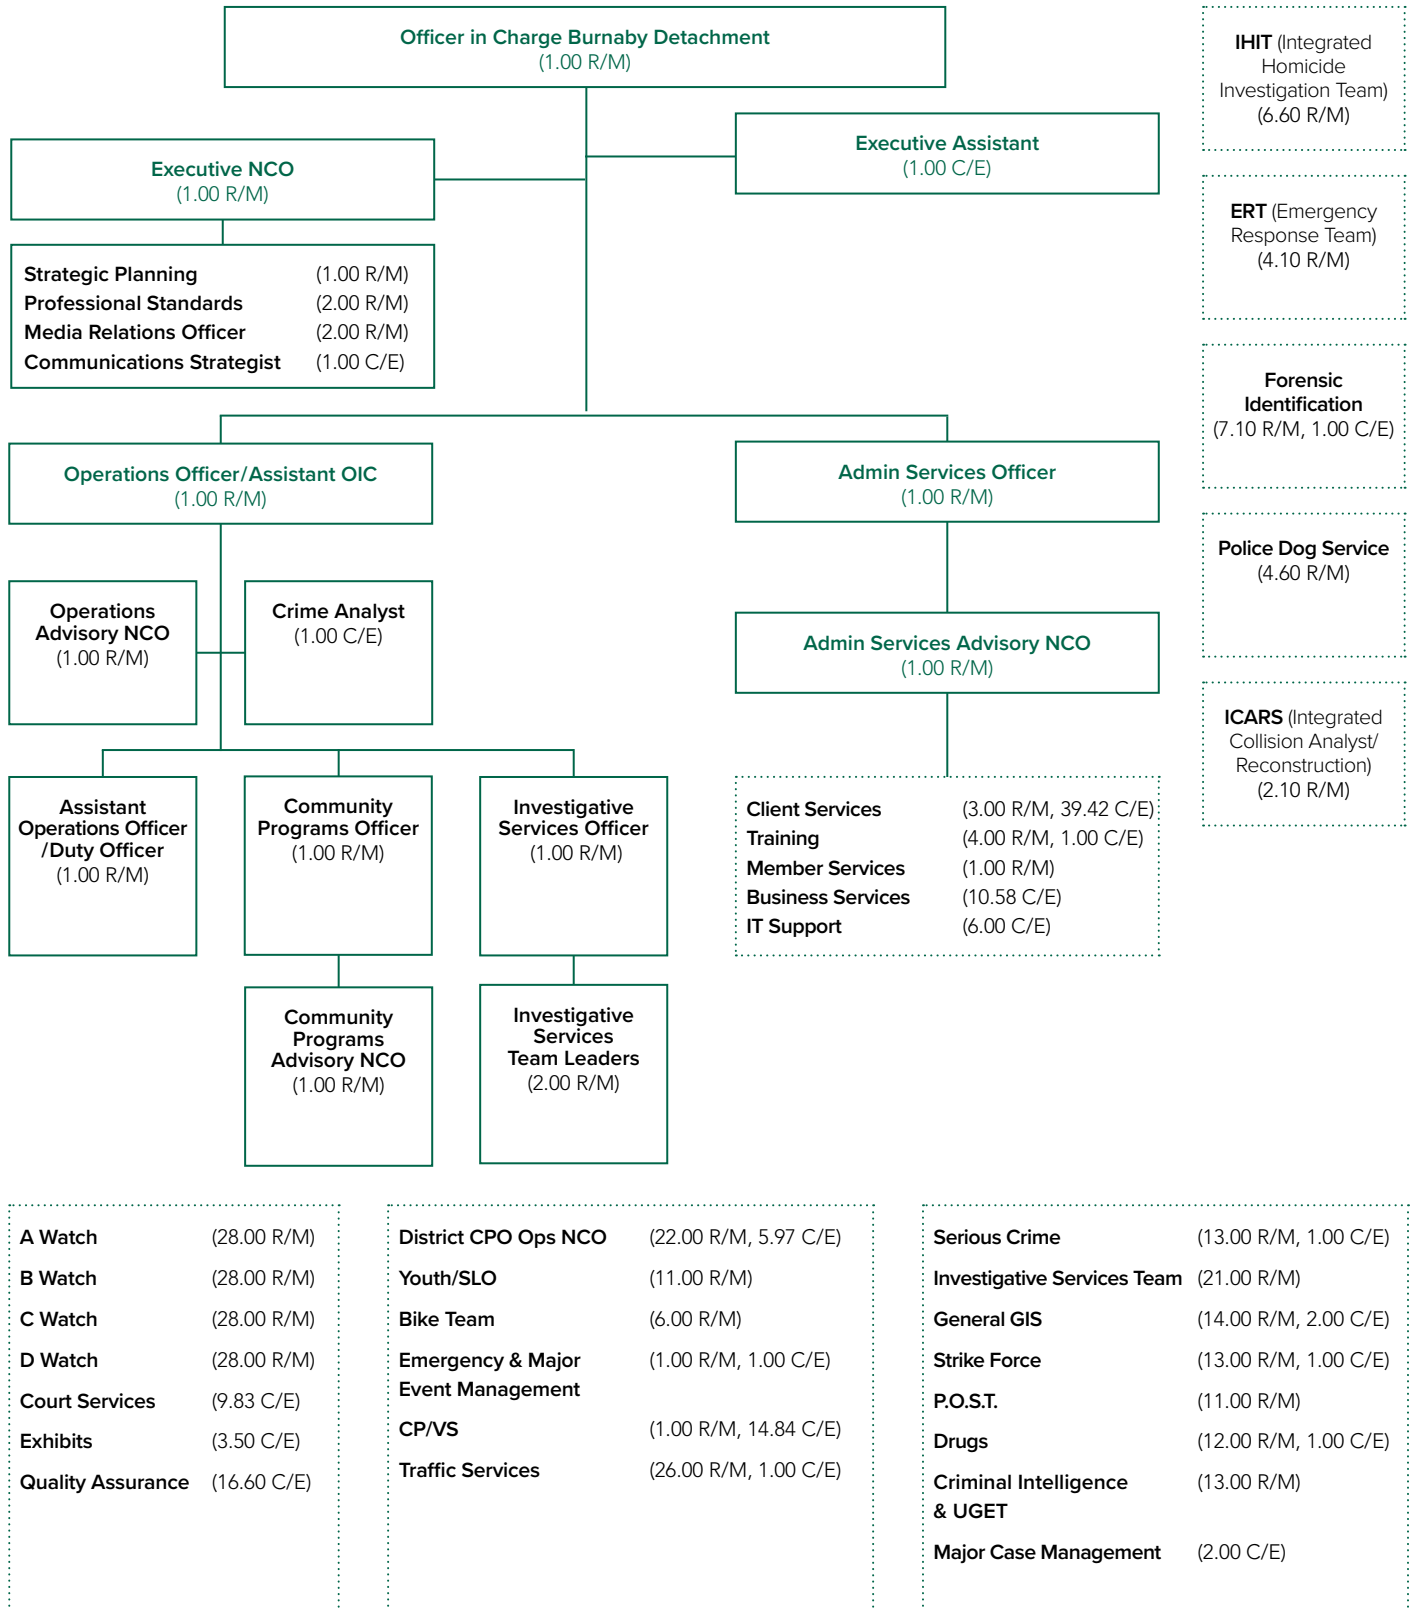 Officer in Charge Burnaby Detachment
(1.00 R/M)
Executive NCO
(1.00 R/M)
Executive Assistant
(1.00 C/E)
Strategic Planning (1.00 R/M)
Professional Standards (2.00 R/M)
Media Relations Officer (2.00 R/M)
Communications Strategist (1.00 C/E)
Operations Officer/Assistant OIC
(1.00 R/M)
Admin Services Officer
(1.00 R/M)
Operations
Advisory NCO
(1.00 R/M)
Crime Analyst
(1.00 C/E)
Admin Services Advisory NCO
(1.00 R/M)
Assistant
Operations Officer
/Duty Officer
(1.00 R/M)
Community
Programs Officer
(1.00 R/M)
Investigative
Services Officer
(1.00 R/M)
Client Services (3.00 R/M, 39.42 C/E)
Training (4.00 R/M, 1.00 C/E)
Member Services (1.00 R/M)
Business Services (10.58 C/E)
IT Support (6.00 C/E)
Community
Programs
Advisory NCO
(1.00 R/M)
Investigative
Services
Team Leaders
(2.00 R/M)
IHIT (Integrated
Homicide
Investigation Team)
(6.60 R/M)
ERT (Emergency
Response Team)
(4.10 R/M)
Forensic
Identification
(7.10 R/M, 1.00 C/E)
Police Dog Service
(4.60 R/M)
ICARS (Integrated
Collision Analyst/
Reconstruction)
(2.10 R/M)
A Watch (28.00 R/M)
B Watch (28.00 R/M)
C Watch (28.00 R/M)
D Watch (28.00 R/M)
Court Services (9.83 C/E)
Exhibits (3.50 C/E)
Quality Assurance (16.60 C/E)
District CPO Ops NCO (22.00 R/M, 5.97 C/E)
Youth/SLO (11.00 R/M)
Bike Team (6.00 R/M)
Emergency & Major (1.00 R/M, 1.00 C/E)
Event Management
CP/VS (1.00 R/M, 14.84 C/E)
Traffic Services (26.00 R/M, 1.00 C/E)
Serious Crime (13.00 R/M, 1.00 C/E)
Investigative Services Team (21.00 R/M)
General GIS (14.00 R/M, 2.00 C/E)
Strike Force (13.00 R/M, 1.00 C/E)
P.O.S.T. (11.00 R/M)
Drugs (12.00 R/M, 1.00 C/E)
Criminal Intelligence (13.00 R/M)
& UGET
Major Case Management (2.00 C/E)